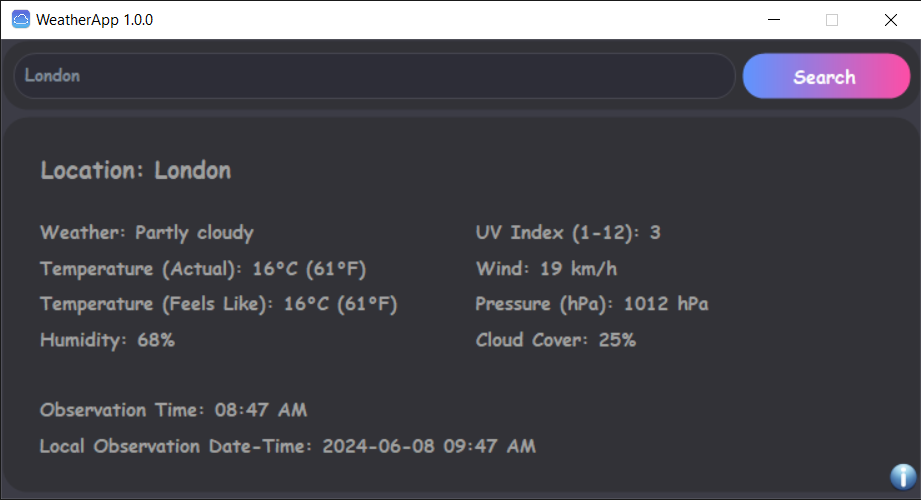 WeatherApp 1.0.0
London
Search
Location: London
Weather: Partly cloudy
Temperature (Actual): 16°C (61°F)
Temperature (Feels Like): 16°C (61°F)
Humidity: 68%
UV Index (1-12): 3
Wind: 19 km/h
Pressure (hPa): 1012 hPa
Cloud Cover: 25%
Observation Time: 08:47 AM
Local Observation Date-Time: 2024-06-08 09:47 AM